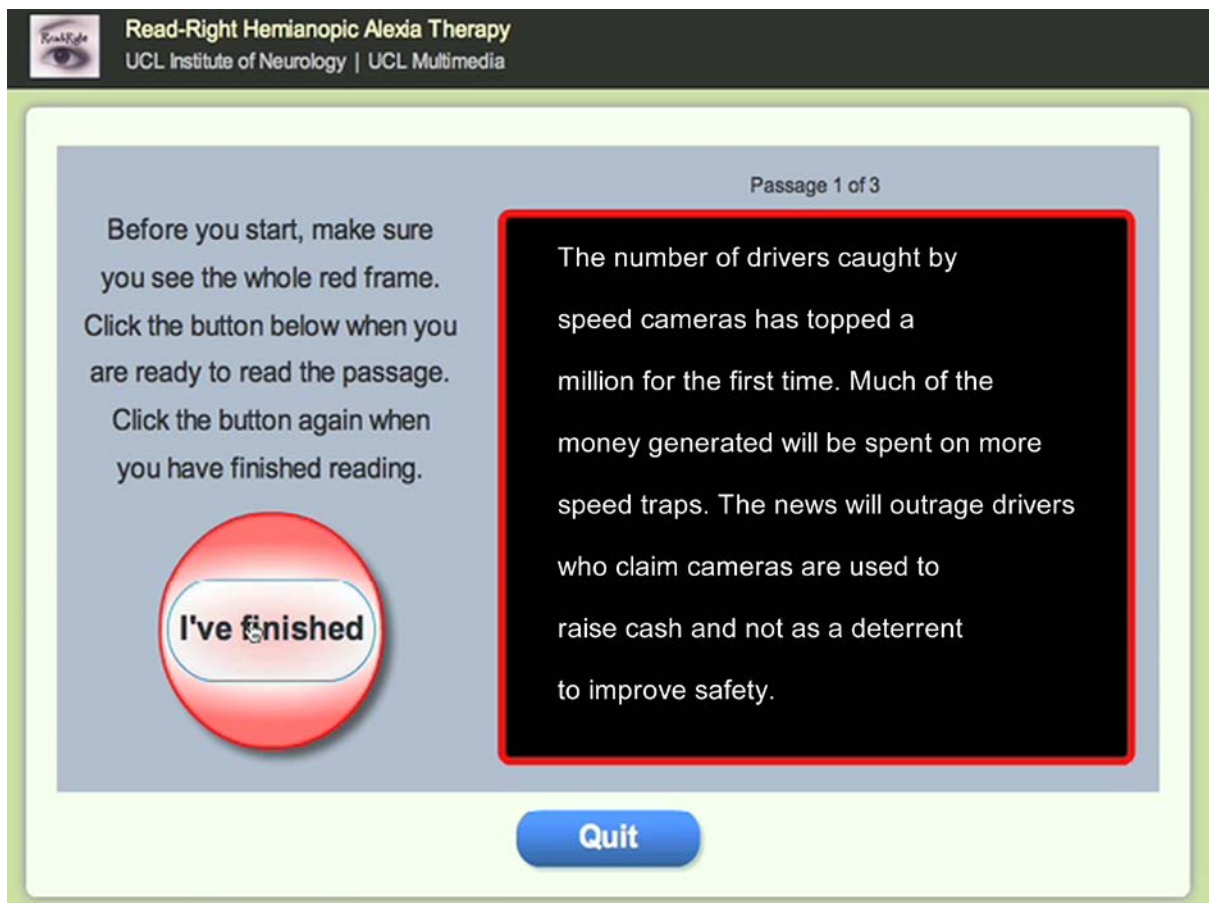 Read-Right
Read-Right Hemianopic Alexia Therapy
UCL Institute of Neurology | UCL Multimedia
Before you start, make sure
you see the whole red frame.
Click the button below when you
are ready to read the passage.
Click the button again when
you have finished reading.
I've finished
Passage 1 of 3
The number of drivers caught by
speed cameras has topped a
million for the first time. Much of the
money generated will be spent on more
speed traps. The news will outrage drivers
who claim cameras are used to
raise cash and not as a deterrent
to improve safety.
Quit